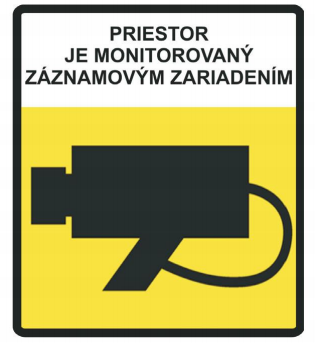 PRIESTOR
JE MONITOROVANÝ
ZÁZNAMOVÝM ZARIADENÍM